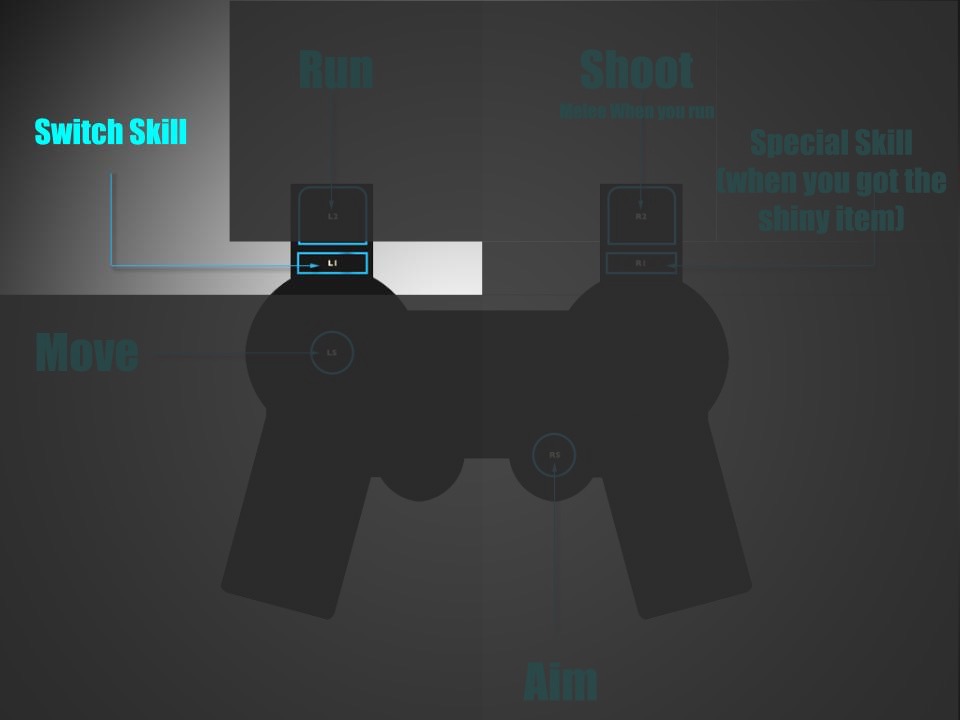 Run
Shoot
When you run
Switch Skill
Special Skill
(when you got the
shiny item)
L2
R2
L1
R1
Move
LS
RS
Aim